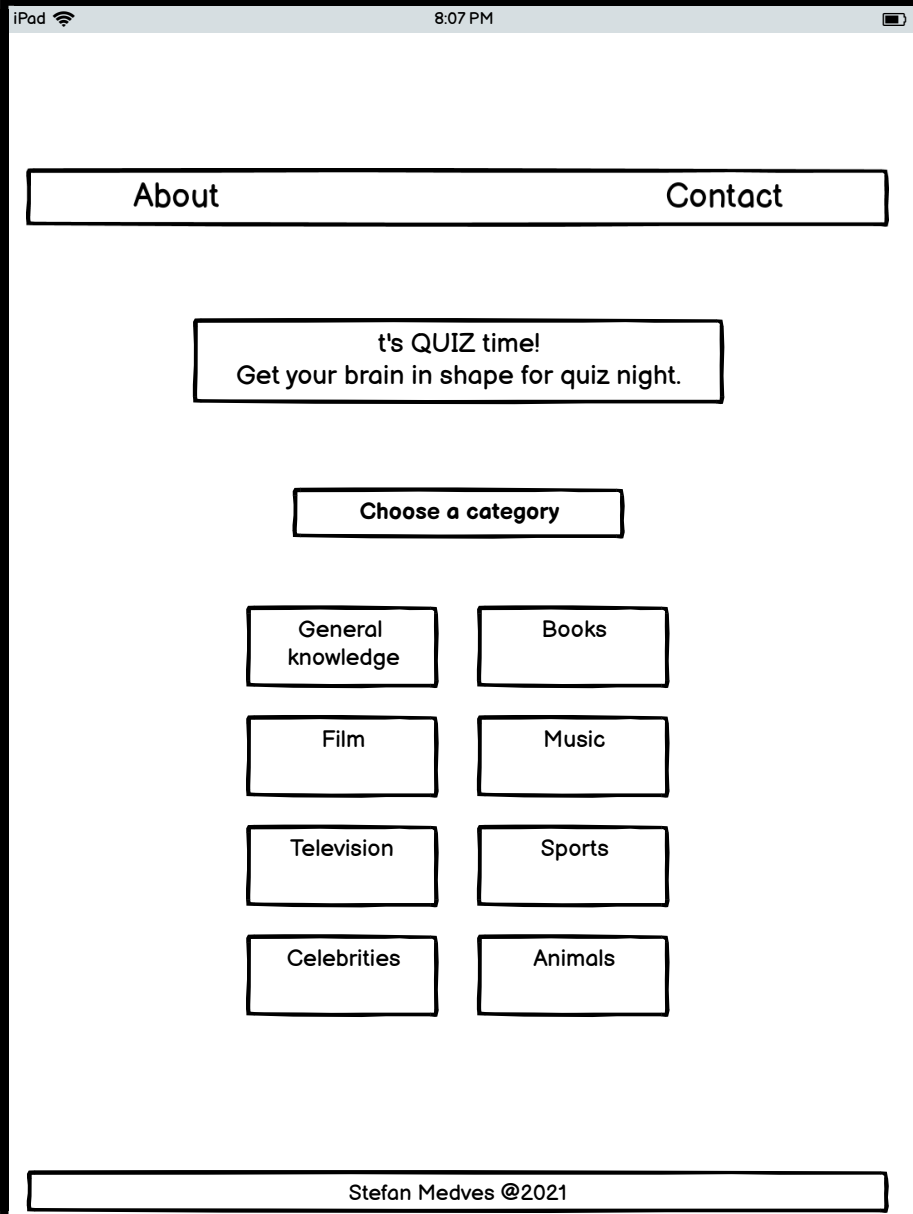 iPad 8:07 PM
About Contact
t's QUIZ time!
Get your brain in shape for quiz night.
Choose a category
General
knowledge
Books
Film
Music
Television
Sports
Celebrities
Animals
Stefan Medves @2021